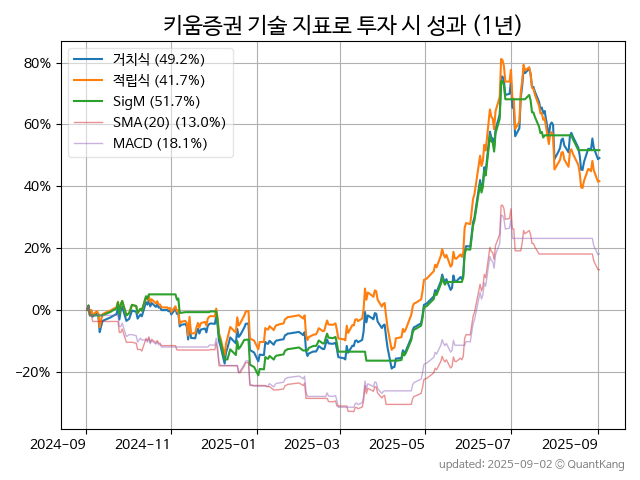 키움증권 기술 지표로 투자 시 성과 (1년)
거치식 (49.2%)
적립식 (41.7%)
SigM (51.7%)
SMA(20) (13.0%)
MACD (18.1%)
80%
60%
40%
20%
0%
−20%
2024-09 2024-11 2025-01 2025-03 2025-05 2025-07 2025-09
updated: 2025-09-02 © QuantKang